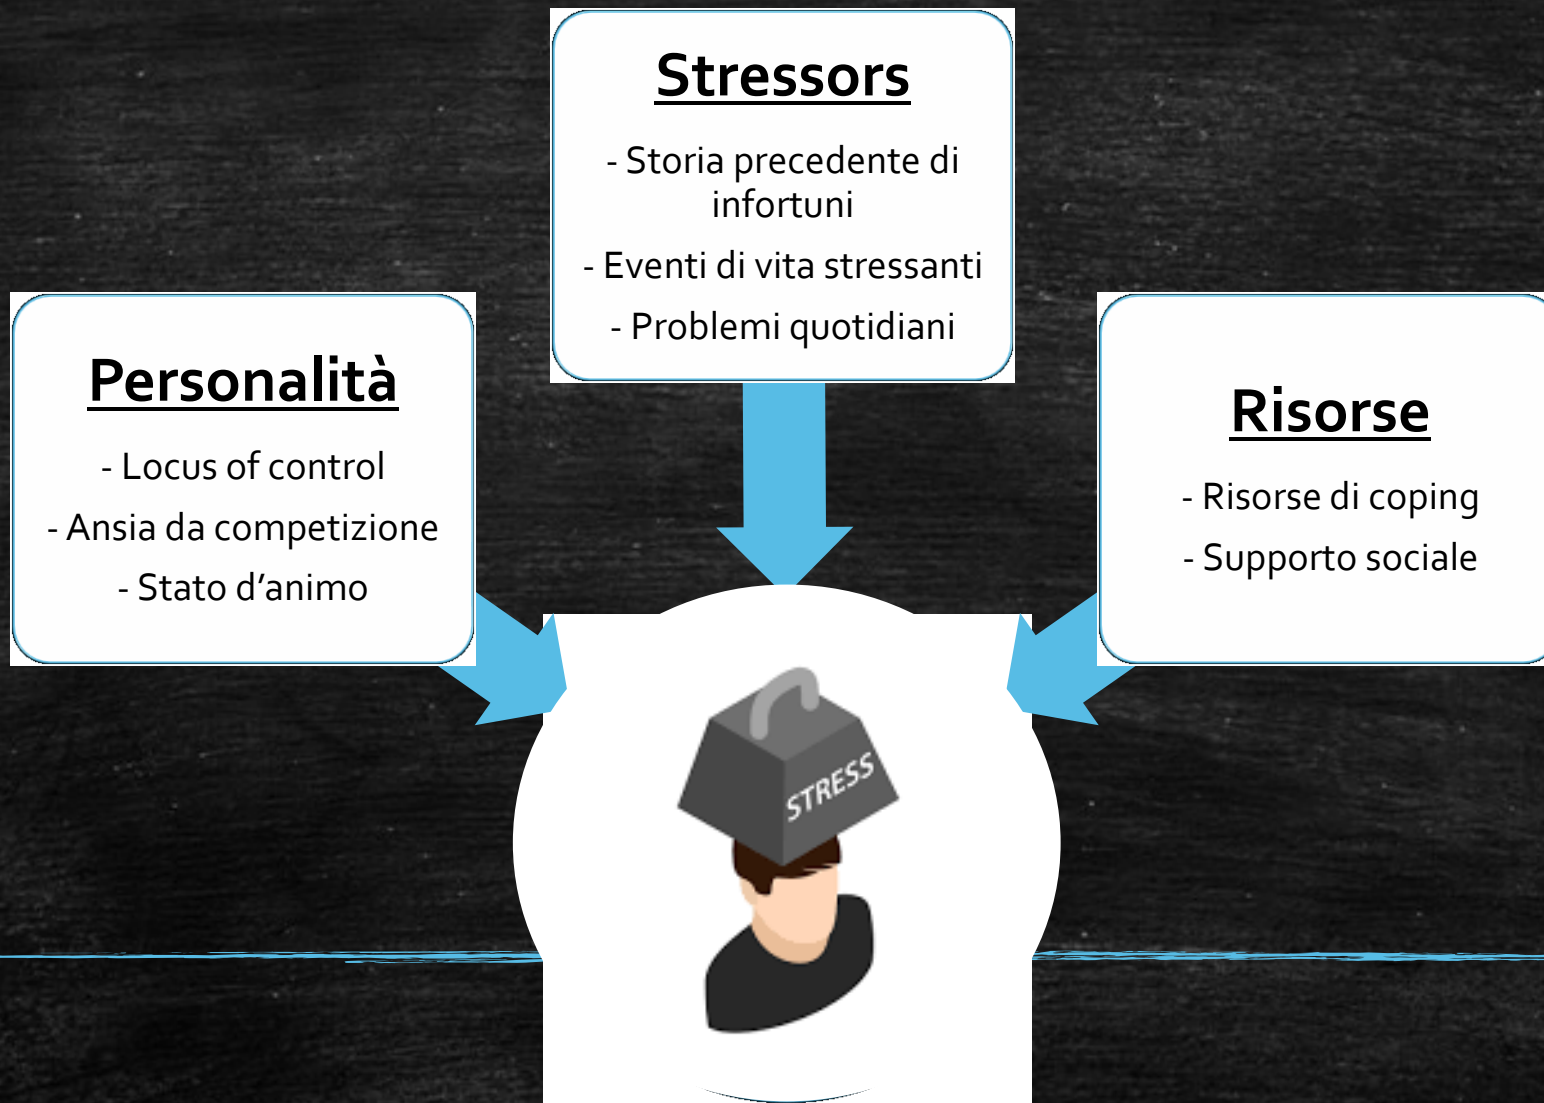 Stressors
- Storia precedente di
infortuni
- Eventi di vita stressanti
- Problemi quotidiani
Personalità
- Locus of control
- Ansia da competizione
- Stato d’animo
Risorse
- Risorse di coping
- Supporto sociale
STRESS